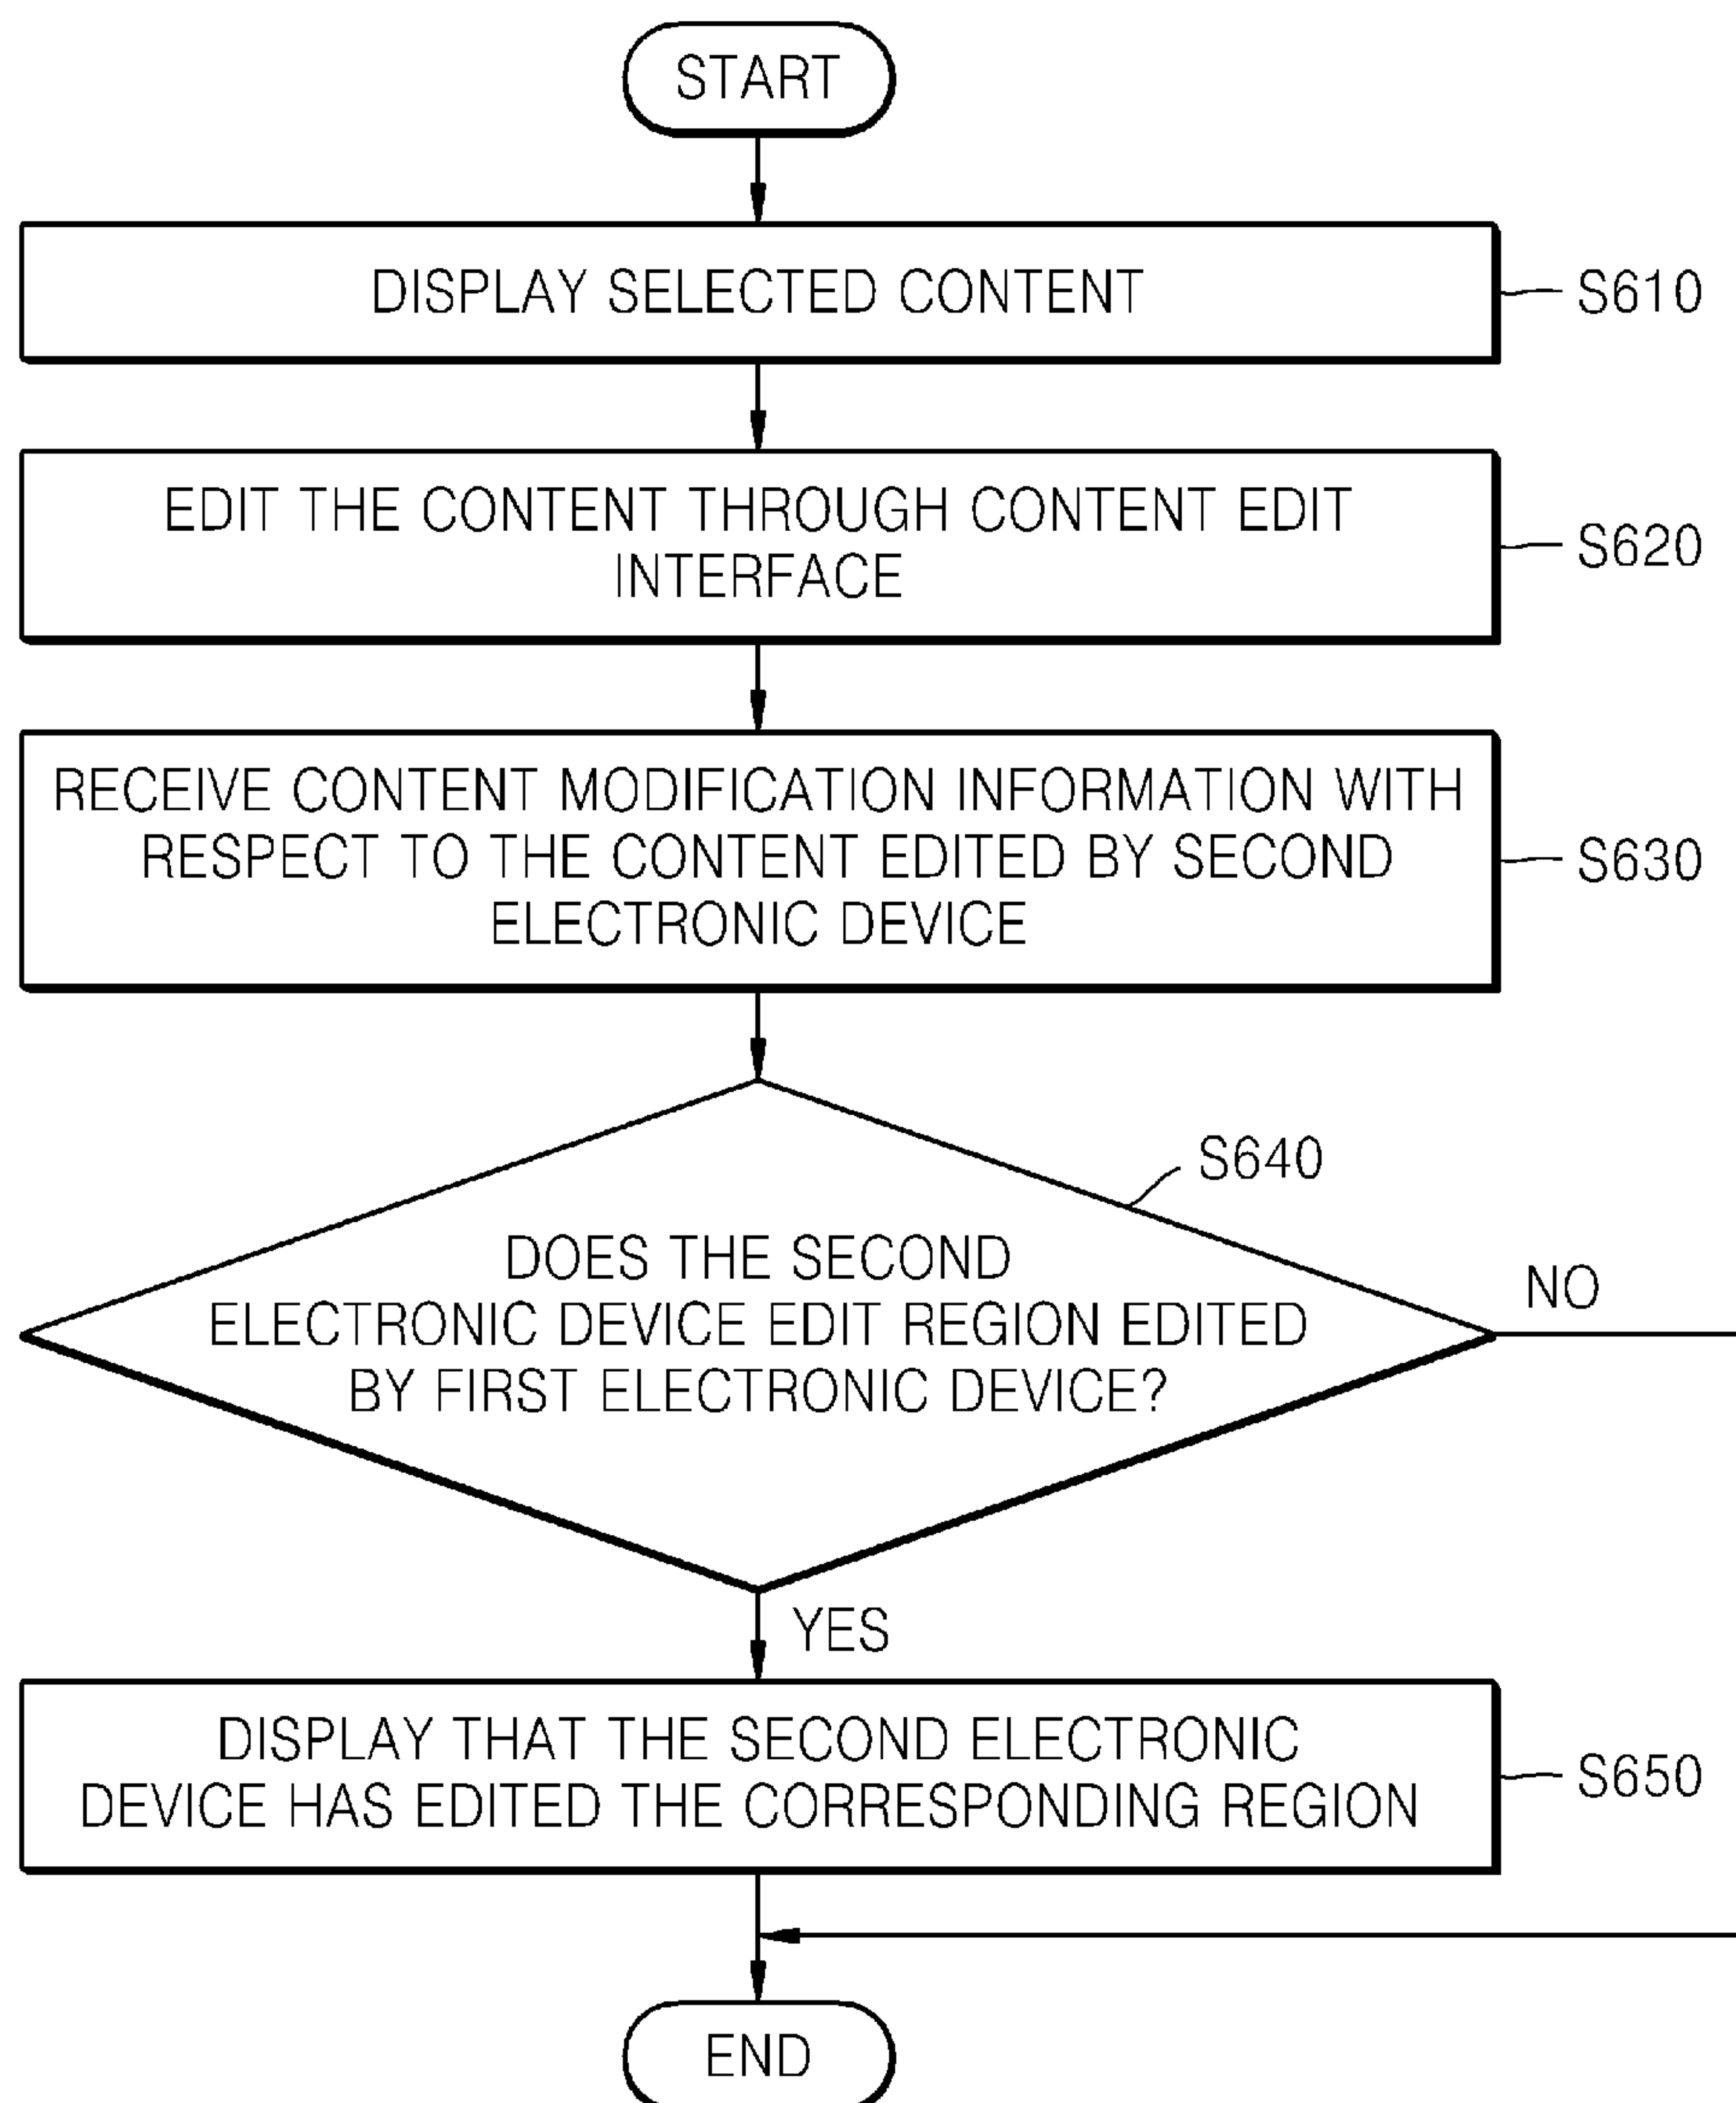 START
DISPLAY SELECTED CONTENT
S610
EDIT THE CONTENT THROUGH CONTENT EDIT
INTERFACE
S620
RECEIVE CONTENT MODIFICATION INFORMATION WITH
RESPECT TO THE CONTENT EDITED BY SECOND
ELECTRONIC DEVICE
S630
S640
DOES THE SECOND
ELECTRONIC DEVICE EDIT REGION EDITED
BY FIRST ELECTRONIC DEVICE?
NO
YES
DISPLAY THAT THE SECOND ELECTRONIC
DEVICE HAS EDITED THE CORRESPONDING REGION
S650
END